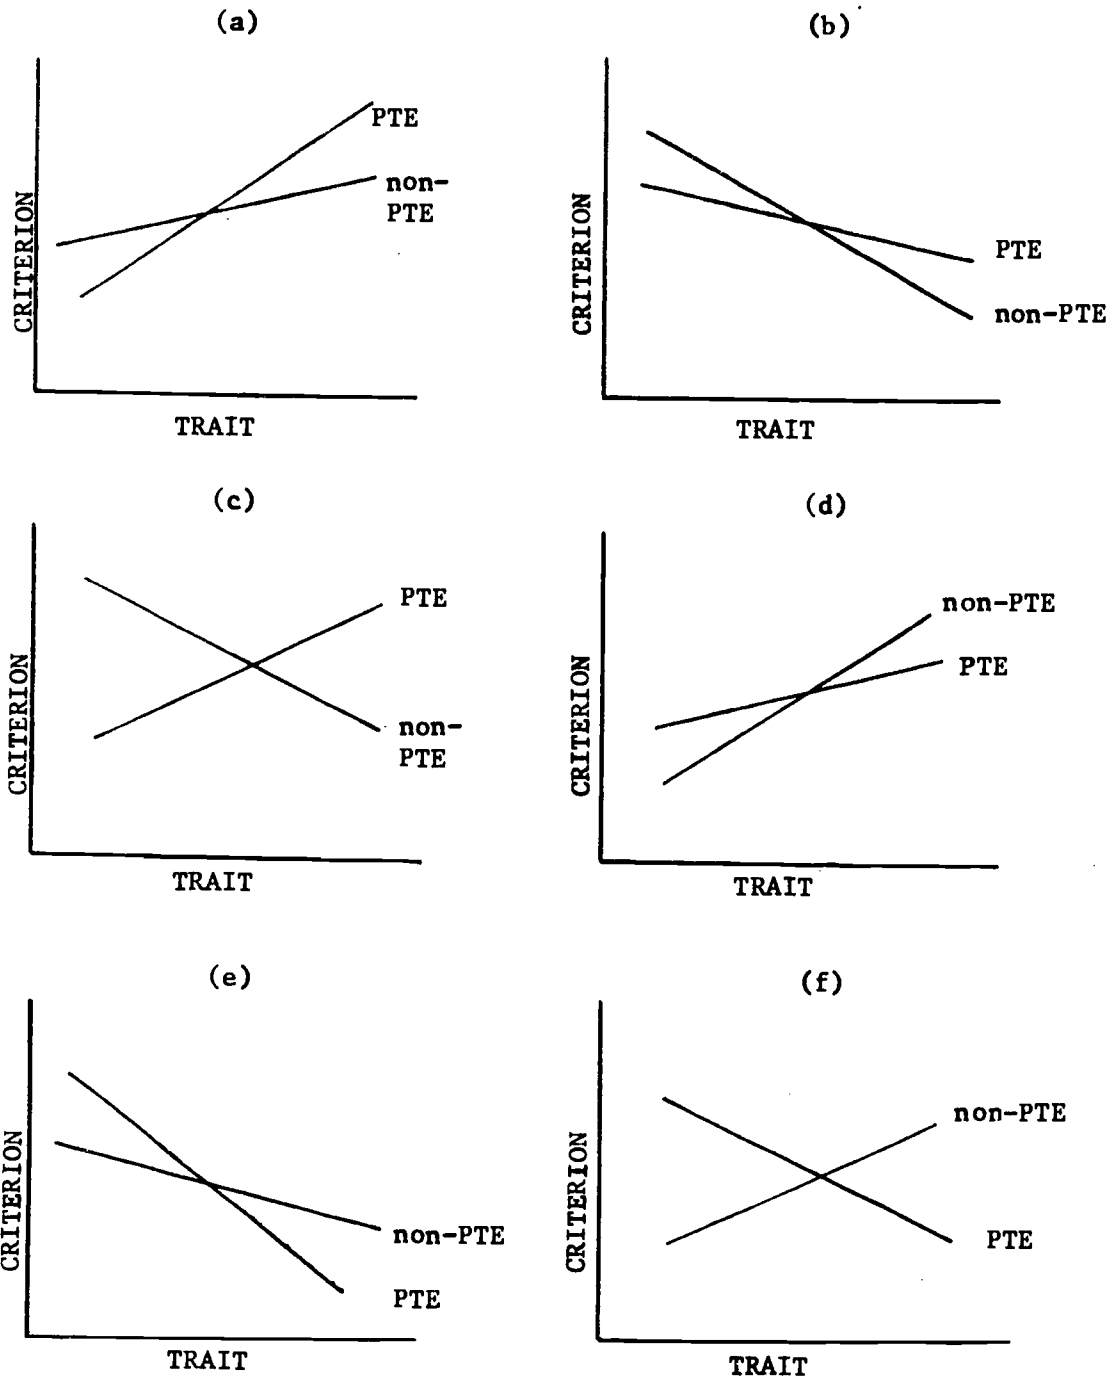 (a)
PTE
non-
PTE
CRITERION
TRAIT
(b)
PTE
non-PTE
CRITERION
TRAIT
(c)
PTE
non-
PTE
CRITERION
TRAIT
(d)
non-PTE
PTE
CRITERION
TRAIT
(e)
non-PTE
PTE
CRITERION
TRAIT
(f)
non-PTE
PTE
CRITERION
TRAIT